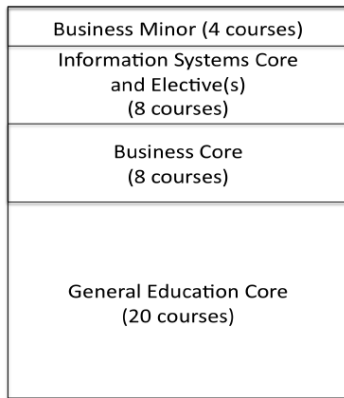 Business Minor (4 courses)
Information Systems Core
and Elective(s)
(8 courses)
Business Core
(8 courses)
General Education Core
(20 courses)